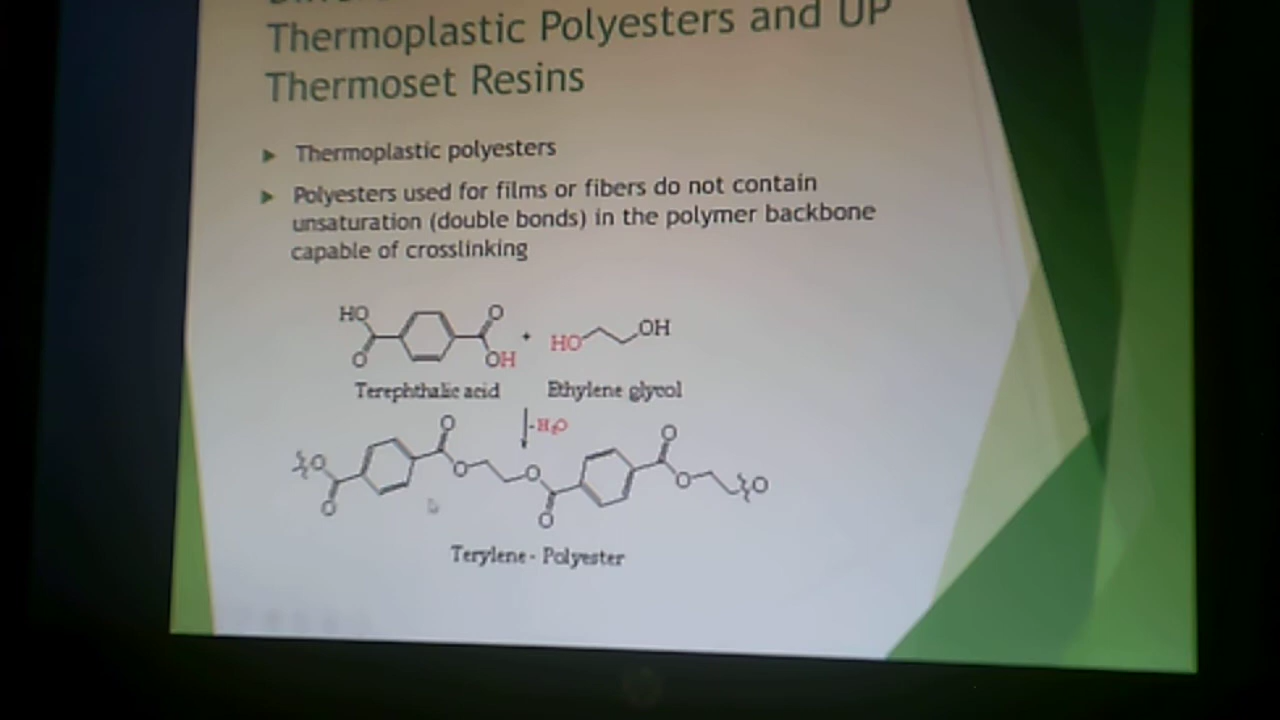 Thermoplastic Polyesters and UP
Thermoset Resins
Thermoplastic polyesters
Polyesters used for films or fibers do not contain
unsaturation (double bonds) in the polymer backbone
capable of crosslinking
HO
O
O
OH
+
HO
OH
Terephthalic acid
Ethylene glycol
-H₂O
O
O
O
O
O
O
O
O
O
Terylene - Polyester